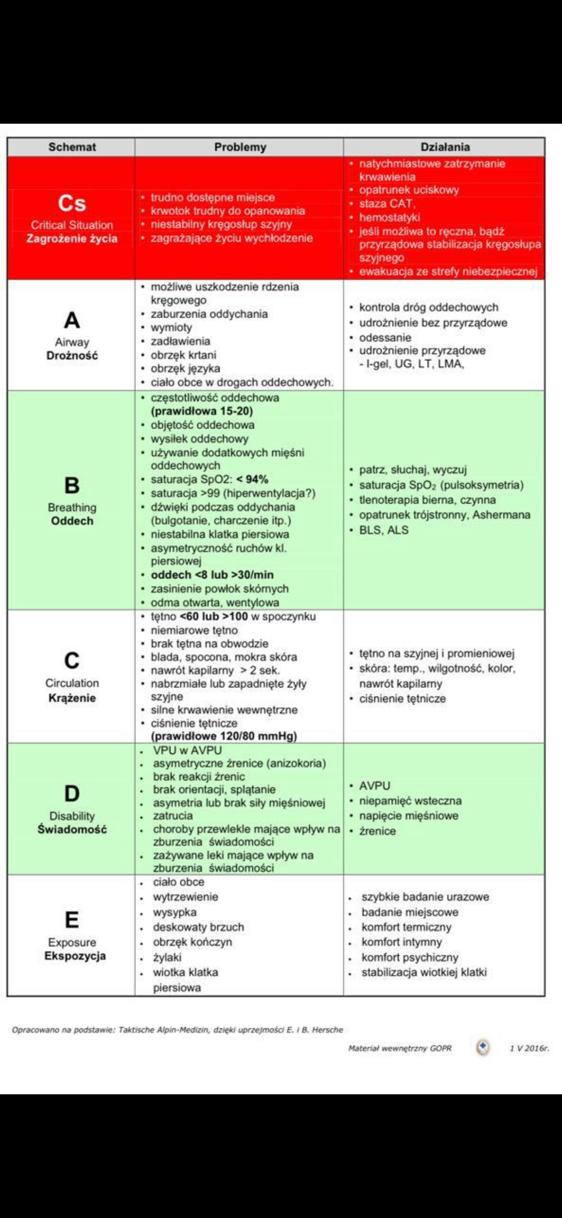 Schemat
Problemy
Działania
Cs
Critical Situation
Zagrożenie życia
• trudno dostępne miejsce
• krwotok trudny do opanowania
• niestabilny kręgosłup szyjny
• zagrażające życiu wychłodzenie
• natychmiastowe zatrzymanie
krwawienia
• opatrunek uciskowy
• staza CAT,
• hemostatyki
• jeśli możliwa to ręczna, bądź
przyrządowa stabilizacja kręgosłupa
szyjnego
• ewakuacja ze strefy niebezpiecznej
A
Airway
Drożność
• możliwe uszkodzenie rdzenia
kręgowego
• zaburzenia oddychania
• wymioty
• zadławienia
• obrzęk krtani
• obrzęk języka
• ciało obce w drogach oddechowych.
• kontrola dróg oddechowych
• udrożnienie bez przyrządowe
• odessanie
• udrożnienie przyrządowe
- I-gel, UG, LT, LMA,
B
Breathing
Oddech
• częstotliwość oddechowa
(prawidłowa 15-20)
• objętość oddechowa
• wysiłek oddechowy
• używanie dodatkowych mięśni
oddechowych
• saturacja SpO2: < 94%
• saturacja >99 (hiperwentylacja?)
• dźwięki podczas oddychania
(bulgotanie, charczenie itp.)
• niestabilna klatka piersiowa
• asymetryczność ruchów kl.
piersiowej
• oddech <8 lub >30/min
• zasinienie powłok skórnych
• odma otwarta, wentylowa
• patrz, słuchaj, wyczuj
• saturacja SpO₂ (pulsoksymetria)
• tlenoterapia bierna, czynna
• opatrunek trójstronny, Ashermana
• BLS, ALS
C
Circulation
Krążenie
• tętno <60 lub >100 w spoczynku
• niemiarowe tętno
• brak tętna na obwodzie
• blada, spocona, mokra skóra
• nawrót kapilarny > 2 sek.
• nabrzmiałe lub zapadnięte żyły
szyjne
• silne krwawienie wewnętrzne
• ciśnienie tętnicze
(prawidłowe 120/80 mmHg)
• tętno na szyjnej i promieniowej
• skóra: temp., wilgotność, kolor,
nawrót kapilarny
• ciśnienie tętnicze
D
Disability
Świadomość
• VPU w AVPU
• asymetryczne źrenice (anizokoria)
• brak reakcji źrenic
• brak orientacji, splątanie
• asymetria lub brak siły mięśniowej
• zatrucia
• choroby przewlekle mające wpływ na
zburzenia świadomości
• zażywane leki mające wpływ na
zburzenia świadomości
• AVPU
• niepamięć wsteczna
• napięcie mięśniowe
• źrenice
E
Exposure
Ekspozycja
• ciało obce
• wytrzewienie
• wysypka
• deskowaty brzuch
• obrzęk kończyn
• żylaki
• wiotka klatka
piersiowa
• szybkie badanie urazowe
• badanie miejscowe
• komfort termiczny
• komfort intymny
• komfort psychiczny
• stabilizacja wiotkiej klatki
Opracowano na podstawie: Taktische Alpin-Medizin, dzięki uprzejmości E. i B. Hersche
Materiał wewnętrzny GOPR
1 V 2016r.